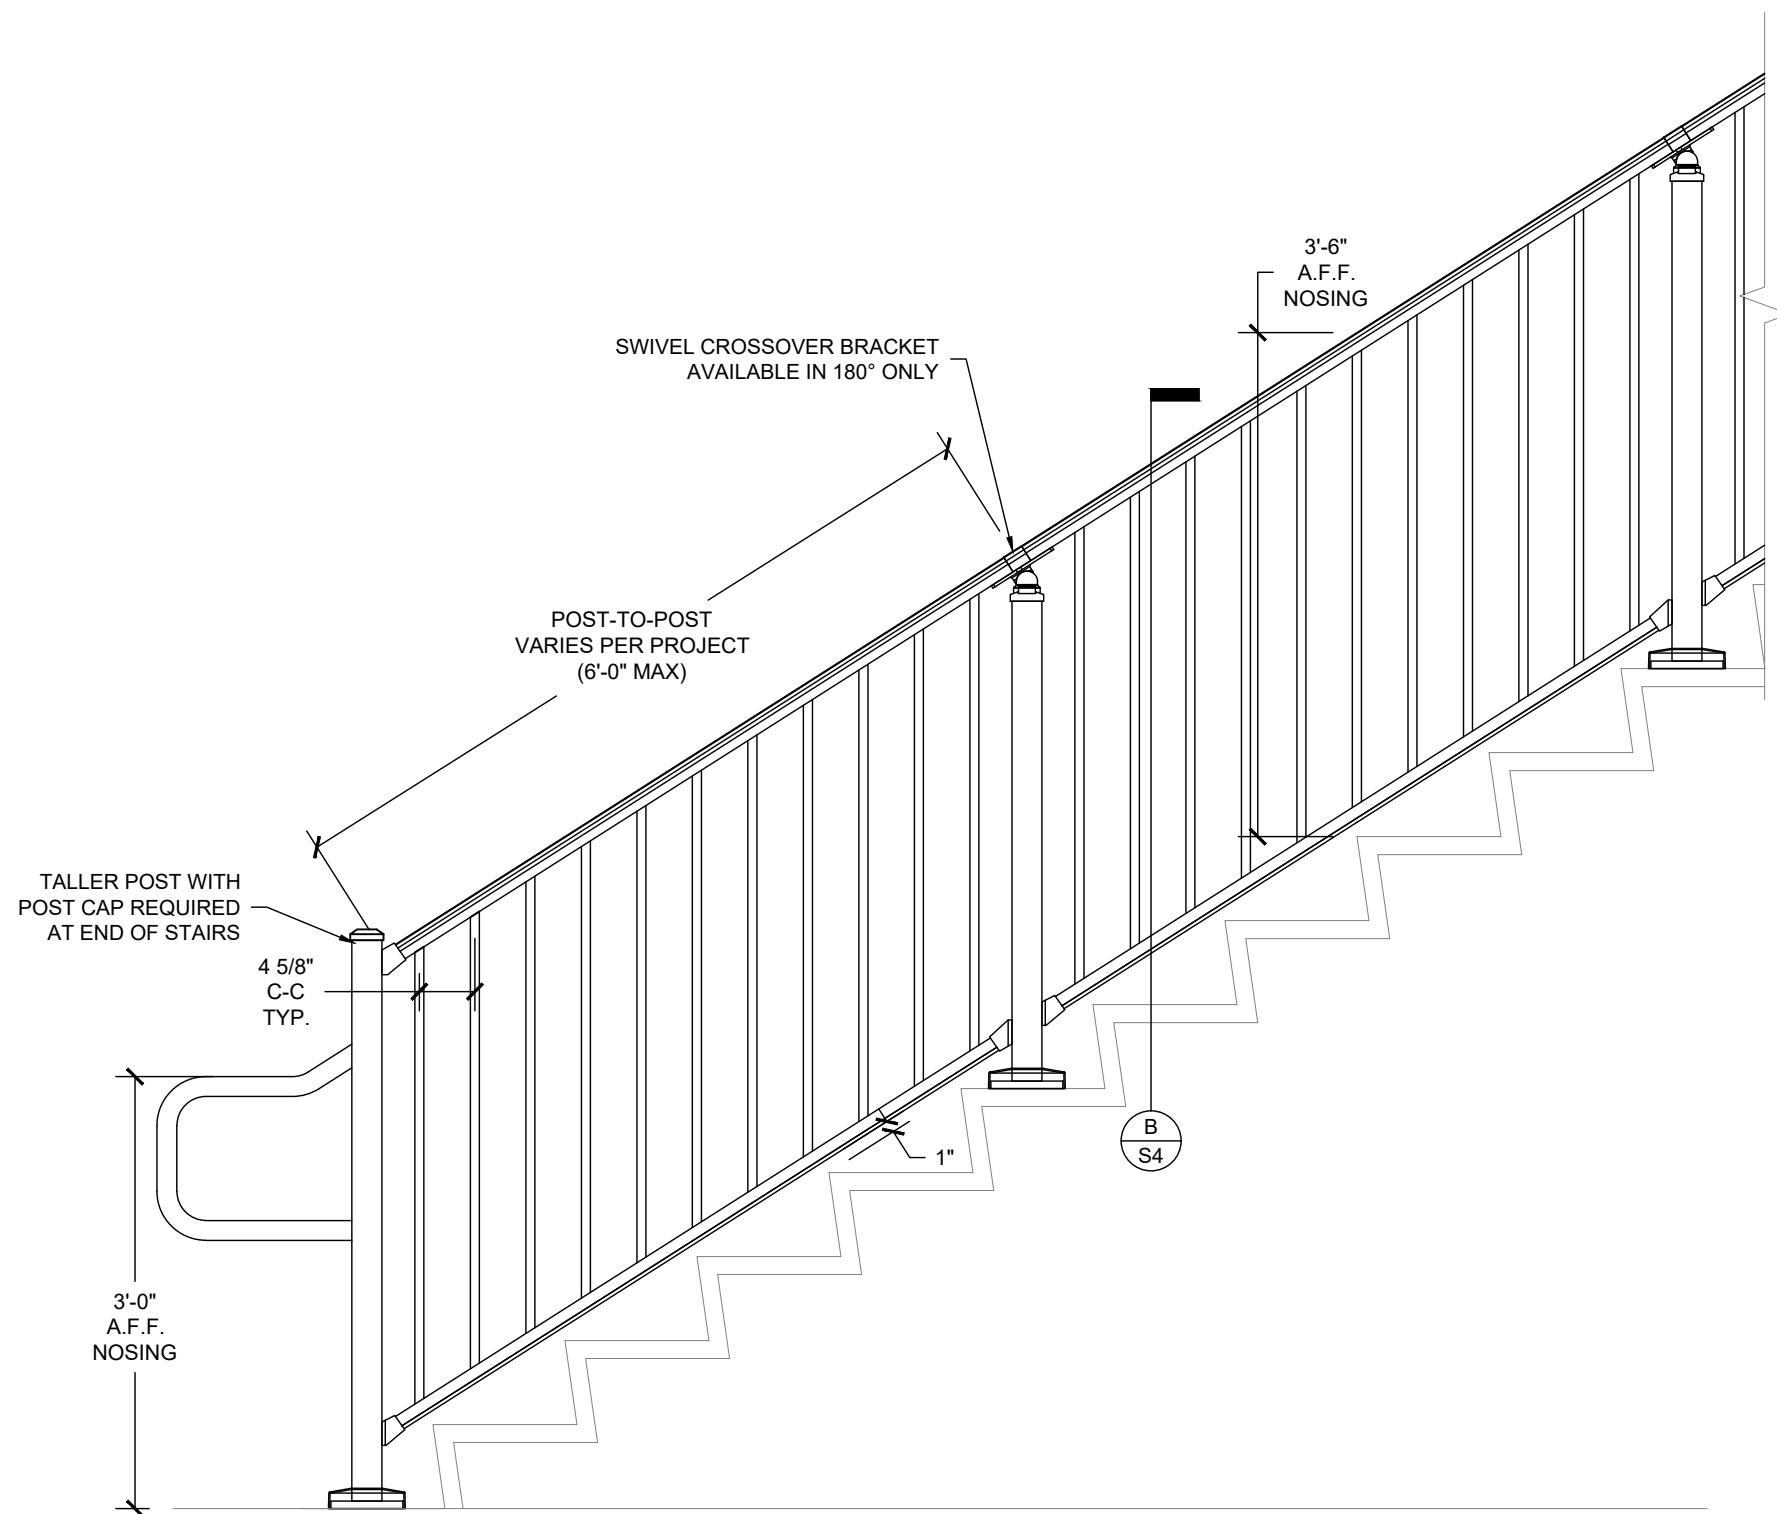 3'-6"
A.F.F.
NOSING
SWIVEL CROSSOVER BRACKET
AVAILABLE IN 180° ONLY
POST-TO-POST
VARIES PER PROJECT
(6'-0" MAX)
TALLER POST WITH
POST CAP REQUIRED
AT END OF STAIRS
4 5/8"
C-C
TYP.
B
S4
1"
3'-0"
A.F.F.
NOSING